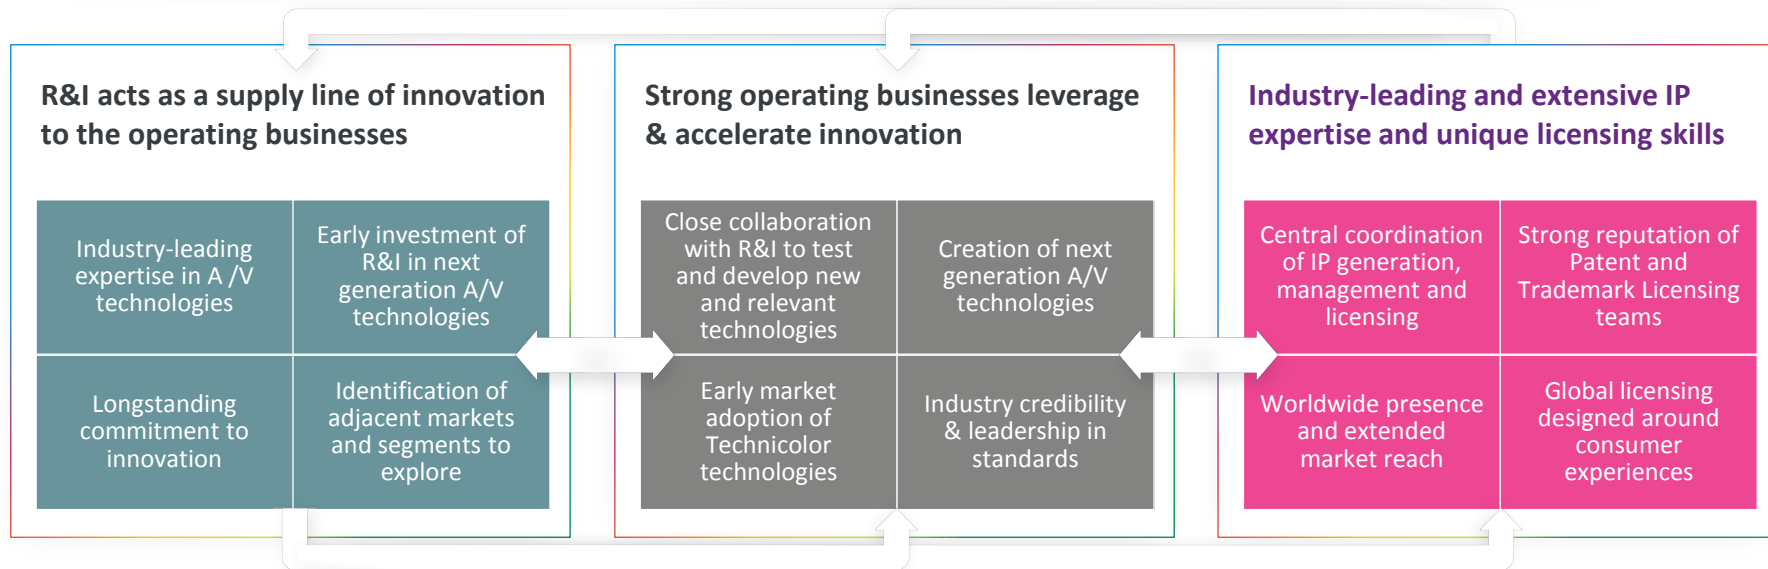 R&I acts as a supply line of innovation
to the operating businesses
Industry-leading
expertise in A /V
technologies
Early investment of
R&I in next
generation A/V
technologies
Longstanding
commitment to
innovation
Identification of
adjacent markets
and segments to
explore
Strong operating businesses leverage
& accelerate innovation
Close collaboration
with R&I to test
and develop new
and relevant
technologies
Creation of next
generation A/V
technologies
Early market
adoption of
Technicolor
technologies
Industry credibility
& leadership in
standards
Industry-leading and extensive IP
expertise and unique licensing skills
Central coordination
of IP generation,
management and
licensing
Strong reputation of
Patent and
Trademark Licensing
teams
Worldwide presence
and extended
market reach
Global licensing
designed around
consumer
experiences